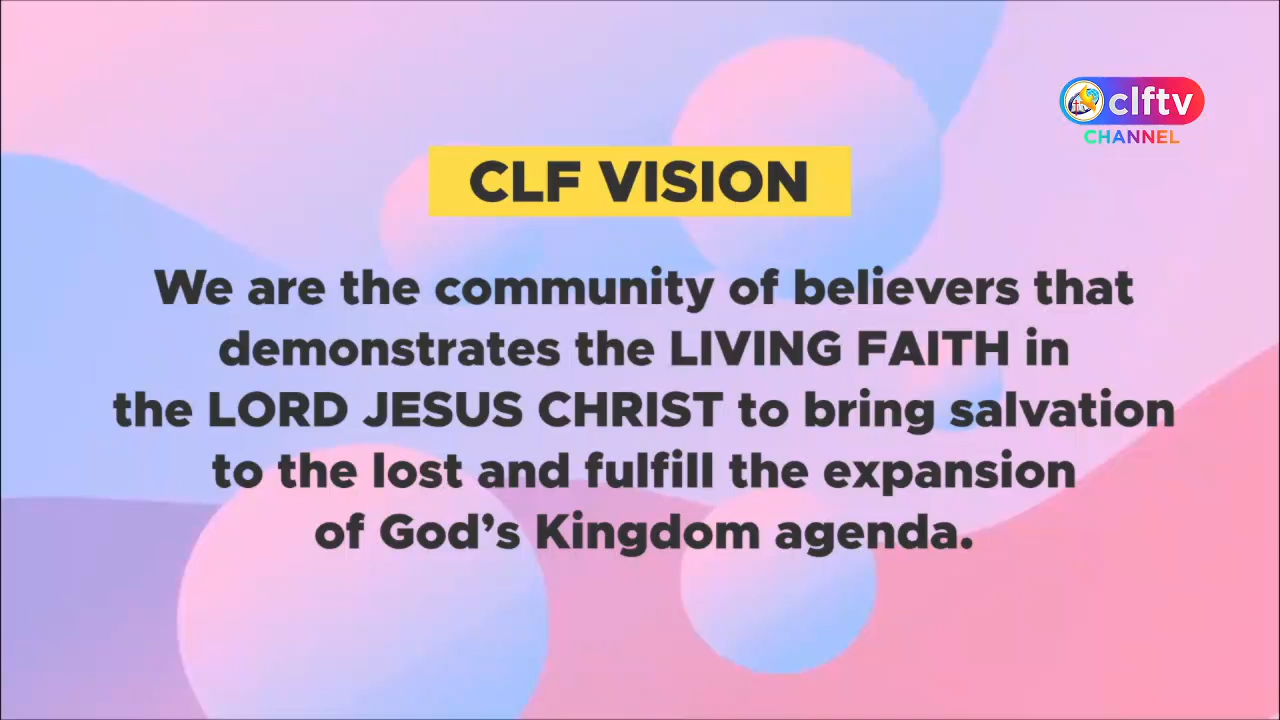 clftv
CHANNEL
CLF VISION
We are the community of believers that
demonstrates the LIVING FAITH in
the LORD JESUS CHRIST to bring salvation
to the lost and fulfill the expansion
of God’s Kingdom agenda.